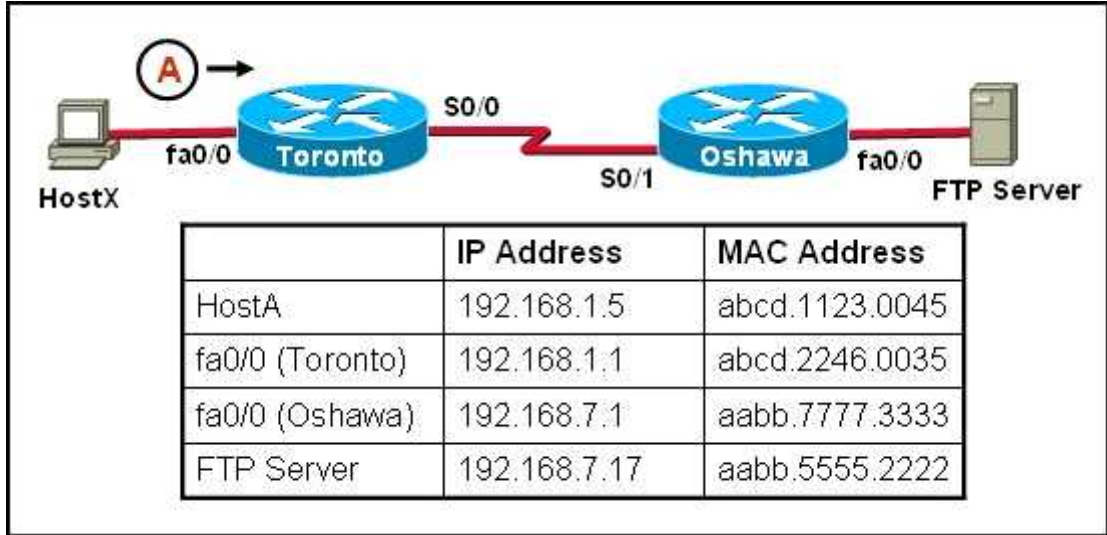 A
S0/0
fa0/0
Toronto
Oshawa
fa0/0
S0/1
HostX
FTP Server
IP Address MAC Address
HostA 192.168.1.5 abcd.1123.0045
fa0/0 (Toronto) 192.168.1.1 abcd.2246.0035
fa0/0 (Oshawa) 192.168.7.1 aabb.7777.3333
FTP Server 192.168.7.17 aabb.5555.2222